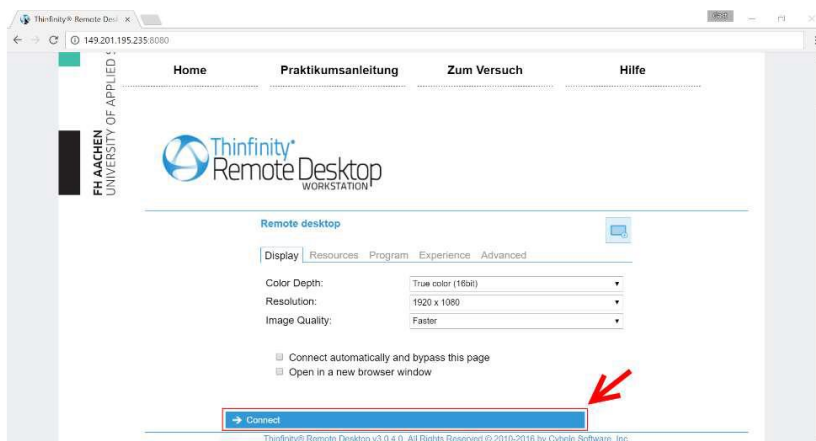 Thinfinity® Remote Desk
149.201.195.235:8080
FH AACHEN
UNIVERSITY OF APPLIED
Home Praktikumsanleitung Zum Versuch Hilfe
Thinfinity®
Remote Desktop
WORKSTATION
Remote desktop
Display Resources Program Experience Advanced
Color Depth: True color (16bit)
Resolution: 1920 x 1080
Image Quality: Faster
Connect automatically and bypass this page
Open in a new browser window
Connect
Thinfinity® Remote Desktop v3.0.4.0. All Rights Reserved © 2010-2016 by Cybele Software, Inc.